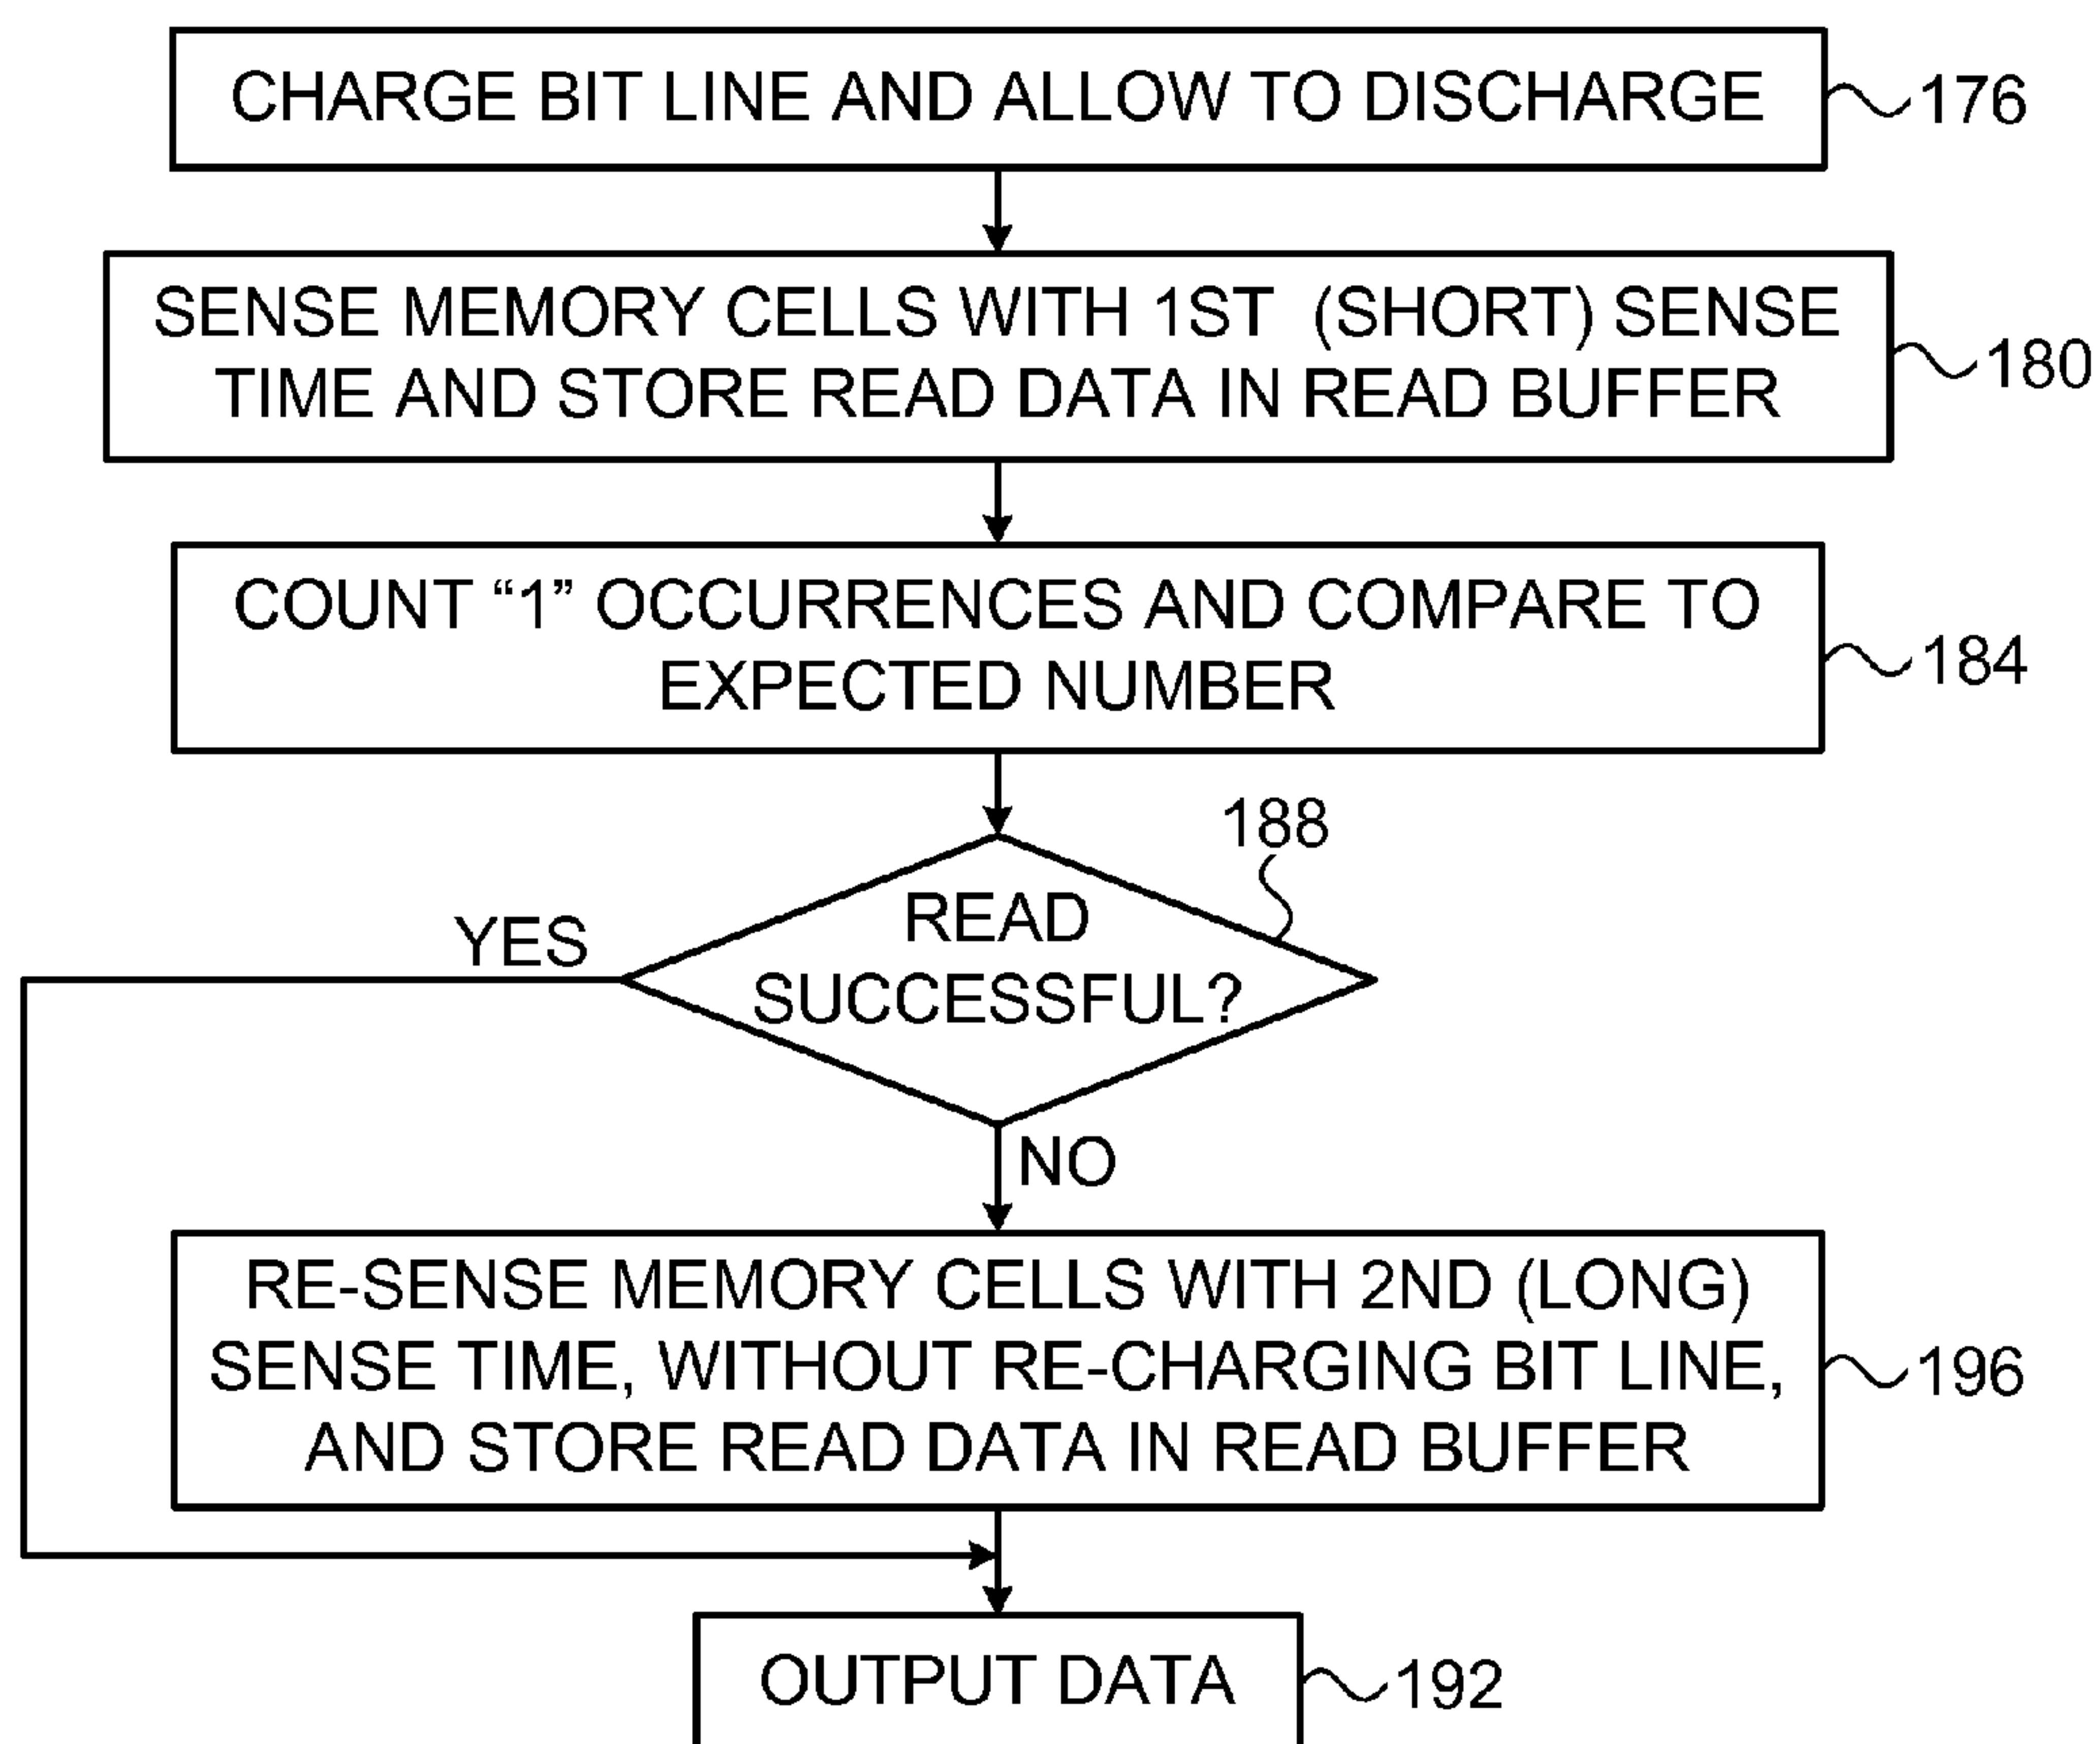 CHARGE BIT LINE AND ALLOW TO DISCHARGE
176
SENSE MEMORY CELLS WITH 1ST (SHORT) SENSE
TIME AND STORE READ DATA IN READ BUFFER
180
COUNT “1” OCCURRENCES AND COMPARE TO
EXPECTED NUMBER
184
188
READ
SUCCESSFUL?
YES
NO
RE-SENSE MEMORY CELLS WITH 2ND (LONG)
SENSE TIME, WITHOUT RE-CHARGING BIT LINE,
AND STORE READ DATA IN READ BUFFER
196
OUTPUT DATA
192